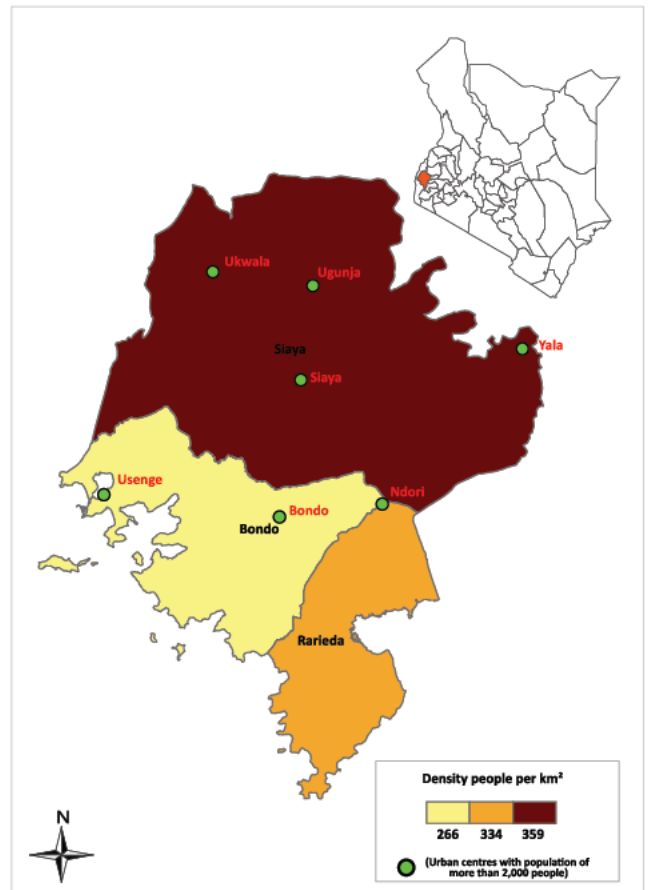 Ukwala
Ugunja
Siaya
Siaya
Yala
Usenge
Ndori
Bondo
Bondo
Rarieda
Density people per km²
266 334 359
(Urban centres with population of
more than 2,000 people)
N